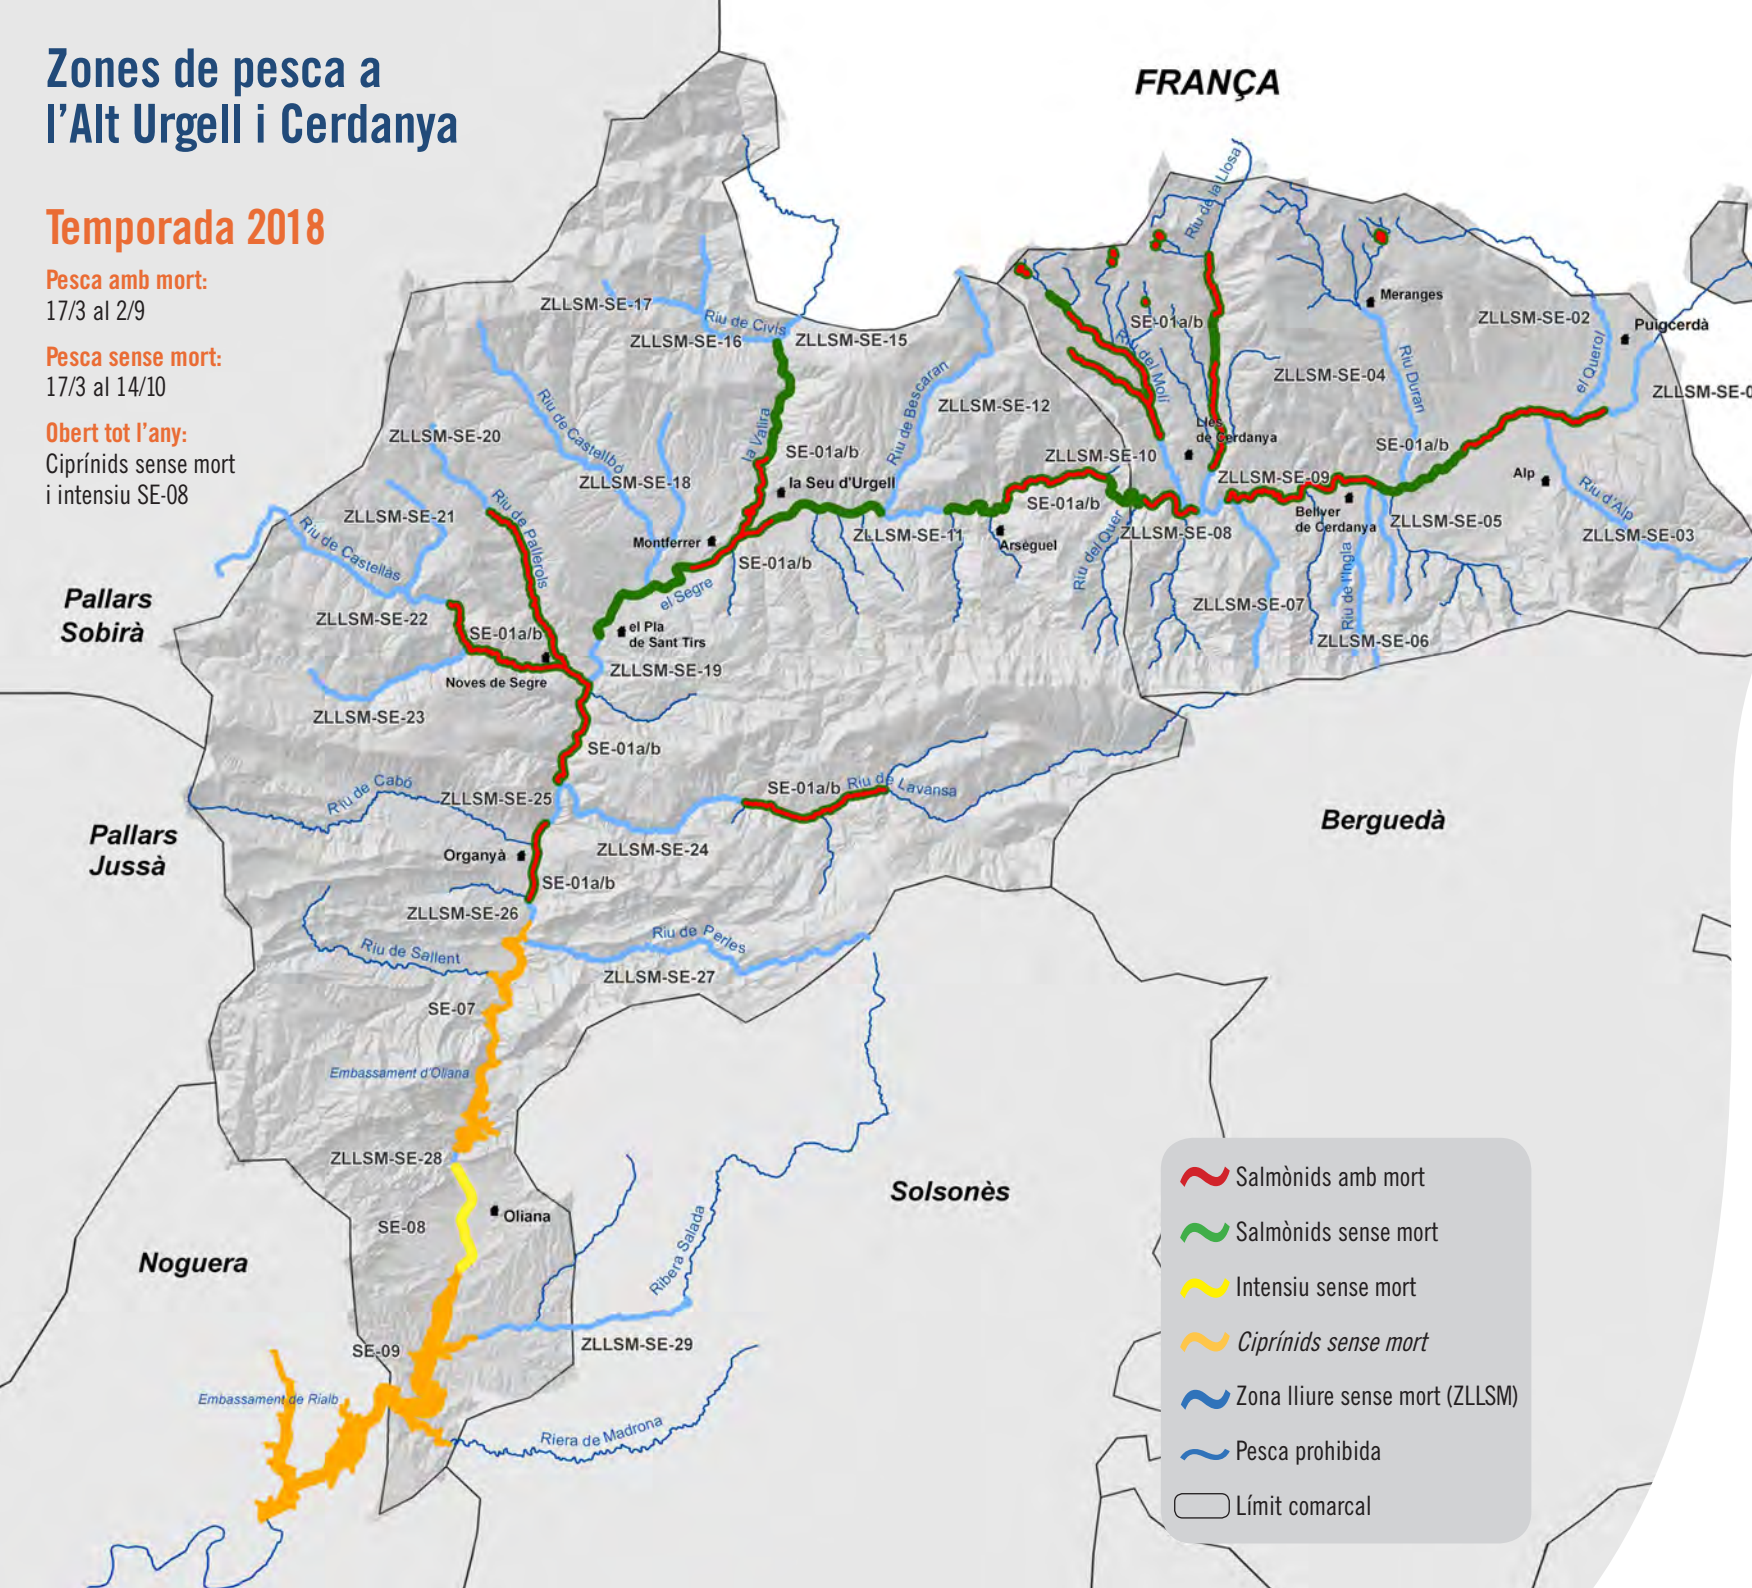 Zones de pesca a
l'Alt Urgell i Cerdanya
Temporada 2018
Pesca amb mort:
17/3 al 2/9
Pesca sense mort:
17/3 al 14/10
Obert tot l'any:
Ciprínids sense mort
i intensiu SE-08
FRANÇA
Riu de la Llosa
ZLLSM-SE-17
Riu de Civís
ZLLSM-SE-16
ZLLSM-SE-15
SE-01a/b
Riu del Molí
Meranges
ZLLSM-SE-02
Puigcerdà
el Querol
Riu Duran
ZLLSM-SE-04
ZLLSM-SE-0
Riu de Castellbó
la Valira
Riu de Bescaran
ZLLSM-SE-12
ZLLSM-SE-20
SE-01a/b
Lles
de Cerdanya
SE-01a/b
ZLLSM-SE-10
ZLLSM-SE-18
la Seu d'Urgell
ZLLSM-SE-09
Alp
Riu d'Alp
SE-01a/b
Bellver
de Cerdanya
ZLLSM-SE-21
Riu de Pallerols
Riu de Castellàs
Montferrer
ZLLSM-SE-11
Arséguel
Riu del Quer
ZLLSM-SE-08
ZLLSM-SE-05
ZLLSM-SE-03
SE-01a/b
el Segre
Riu de l'Ingla
Pallars
Sobirà
ZLLSM-SE-22
SE-01a/b
el Pla
de Sant Tirs
ZLLSM-SE-07
ZLLSM-SE-06
ZLLSM-SE-19
Noves de Segre
ZLLSM-SE-23
SE-01a/b
Riu de Cabó
ZLLSM-SE-25
SE-01a/b
Riu de Lavansa
Berguedà
Pallars
Jussà
Organyà
ZLLSM-SE-24
SE-01a/b
ZLLSM-SE-26
Riu de Sallent
Riu de Perles
ZLLSM-SE-27
SE-07
Embassament d'Oliana
ZLLSM-SE-28
Solsonès
SE-08
Oliana
Ribera Salada
Noguera
SE-09
ZLLSM-SE-29
Embassament de Rialb
Riera de Madrona
Salmònids amb mort
Salmònids sense mort
Intensiu sense mort
Ciprínids sense mort
Zona lliure sense mort (ZLLSM)
Pesca prohibida
Límit comarcal